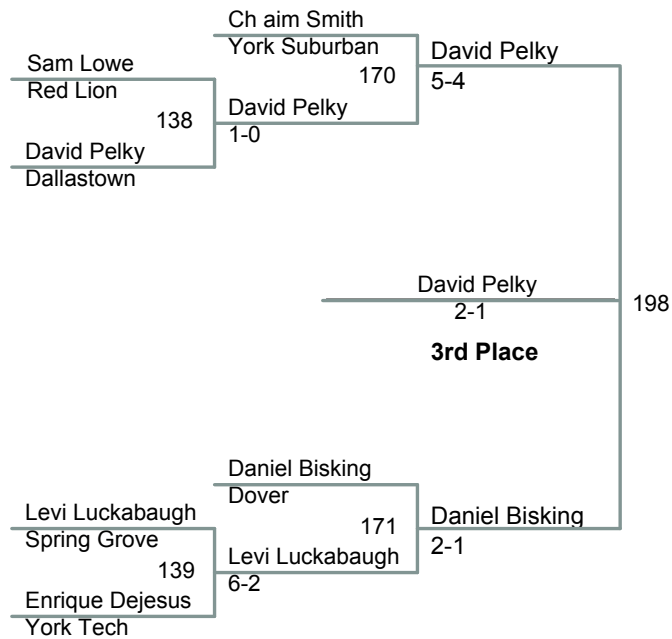 Ch aim Smith
York Suburban
170
David Pelky
5-4
Sam Lowe
Red Lion
138
David Pelky
1-0
David Pelky
Dallastown
David Pelky
2-1
198
3rd Place
Daniel Bisking
Dover
171
Daniel Bisking
2-1
Levi Luckabaugh
Spring Grove
139
Levi Luckabaugh
6-2
Enrique Dejesus
York Tech